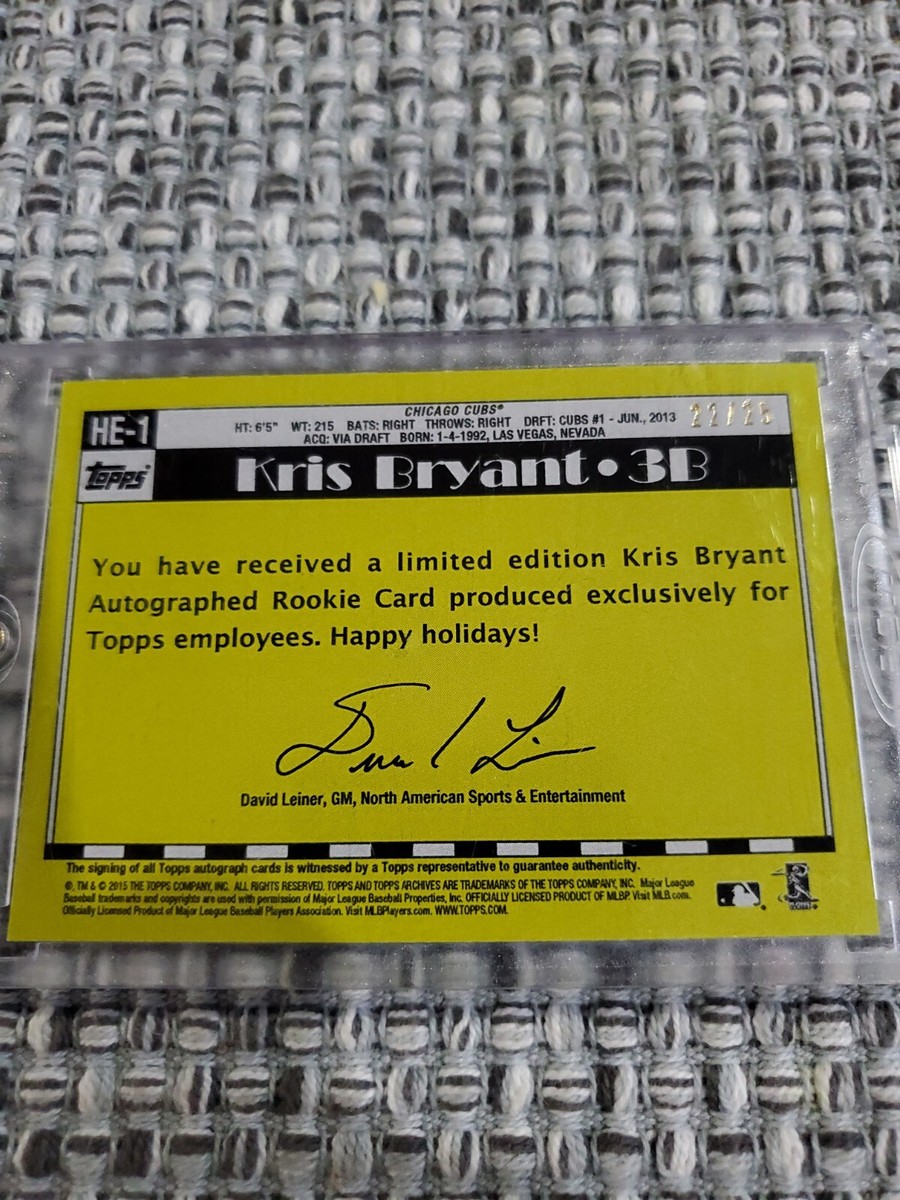 HE-1
CHICAGO CUBS®
HT: 6'5" WT: 215 BATS: RIGHT THROWS: RIGHT DRFT: CUBS #1 - JUN., 2013
ACQ: VIA DRAFT BORN: 1-4-1992, LAS VEGAS, NEVADA
22/25
Topps
Kris Bryant • 3B
You have received a limited edition Kris Bryant
Autographed Rookie Card produced exclusively for
Topps employees. Happy holidays!
David Leiner, GM, North American Sports & Entertainment
The signing of all Topps autograph cards is witnessed by a Topps representative to guarantee authenticity.
®, TM & © 2015 THE TOPPS COMPANY, INC. ALL RIGHTS RESERVED. TOPPS AND TOPPS ARCHIVES ARE TRADEMARKS OF THE TOPPS COMPANY, INC. Major League
Baseball trademarks and copyrights are used with permission of Major League Baseball Properties, Inc. OFFICIALLY LICENSED PRODUCT OF MLBP. Visit MLB.com.
Officially Licensed Product of Major League Baseball Players Association. Visit MLBPlayers.com. WWW.TOPPS.COM.